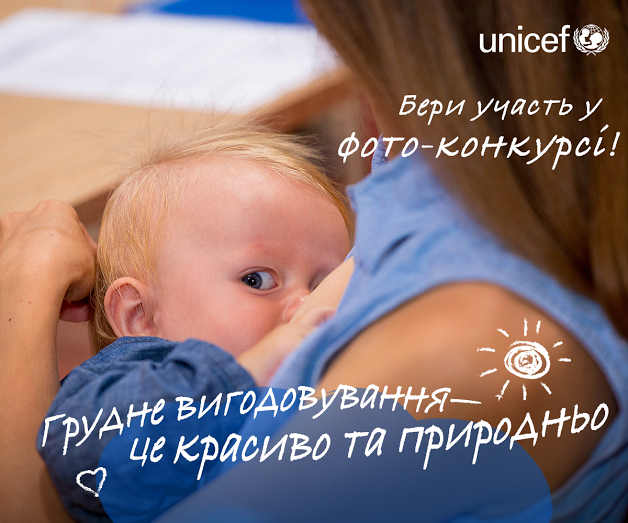 unicef
Бери участь у
фото-конкурсі!
Грудне вигодовування—
це красиво та природньо